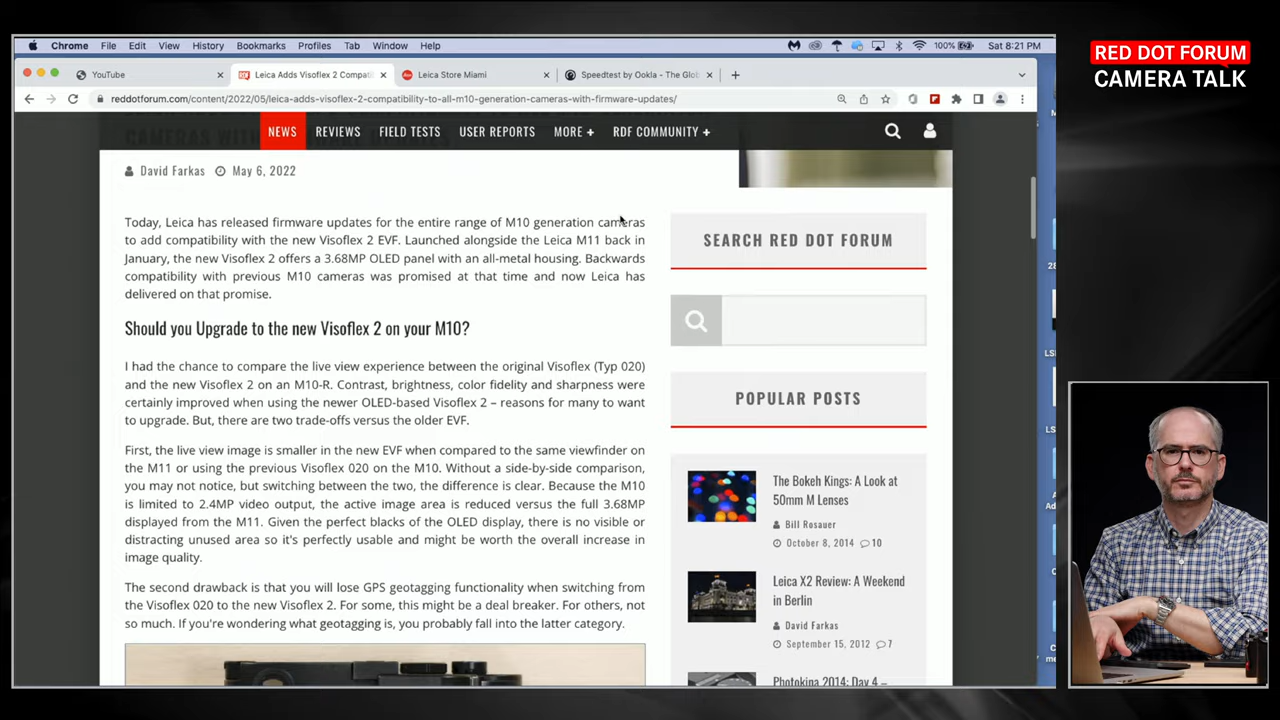 RED DOT FORUM
CAMERA TALK
Chrome File Edit View History Bookmarks Profiles Tab Window Help 100% Sat 8:21 PM
YouTube Leica Adds Visoflex 2 Compati Leica Store Miami Speedtest by Ookla - The Glo
reddotforum.com/content/2022/05/leica-adds-visoflex-2-compatibility-to-all-m10-generation-cameras-with-firmware-updates/
NEWS REVIEWS FIELD TESTS USER REPORTS MORE + RDF COMMUNITY +
David Farkas May 6, 2022
Today, Leica has released firmware updates for the entire range of M10 generation cameras
to add compatibility with the new Visoflex 2 EVF. Launched alongside the Leica M11 back in
January, the new Visoflex 2 offers a 3.68MP OLED panel with an all-metal housing. Backwards
compatibility with previous M10 cameras was promised at that time and now Leica has
delivered on that promise.
Should you Upgrade to the new Visoflex 2 on your M10?
I had the chance to compare the live view experience between the original Visoflex (Typ 020)
and the new Visoflex 2 on an M10-R. Contrast, brightness, color fidelity and sharpness were
certainly improved when using the newer OLED-based Visoflex 2 – reasons for many to want
to upgrade. But, there are two trade-offs versus the older EVF.
First, the live view image is smaller in the new EVF when compared to the same viewfinder on
the M11 or using the previous Visoflex 020 on the M10. Without a side-by-side comparison,
you may not notice, but switching between the two, the difference is clear. Because the M10
is limited to 2.4MP video output, the active image area is reduced versus the full 3.68MP
displayed from the M11. Given the perfect blacks of the OLED display, there is no visible or
distracting unused area so it's perfectly usable and might be worth the overall increase in
image quality.
The second drawback is that you will lose GPS geotagging functionality when switching from
the Visoflex 020 to the new Visoflex 2. For some, this might be a deal breaker. For others, not
so much. If you're wondering what geotagging is, you probably fall into the latter category.
SEARCH RED DOT FORUM
POPULAR POSTS
The Bokeh Kings: A Look at
50mm M Lenses
Bill Rosauer
October 8, 2014 10
Leica X2 Review: A Weekend
in Berlin
David Farkas
September 15, 2012 7
Photokina 2014: Day 4 –